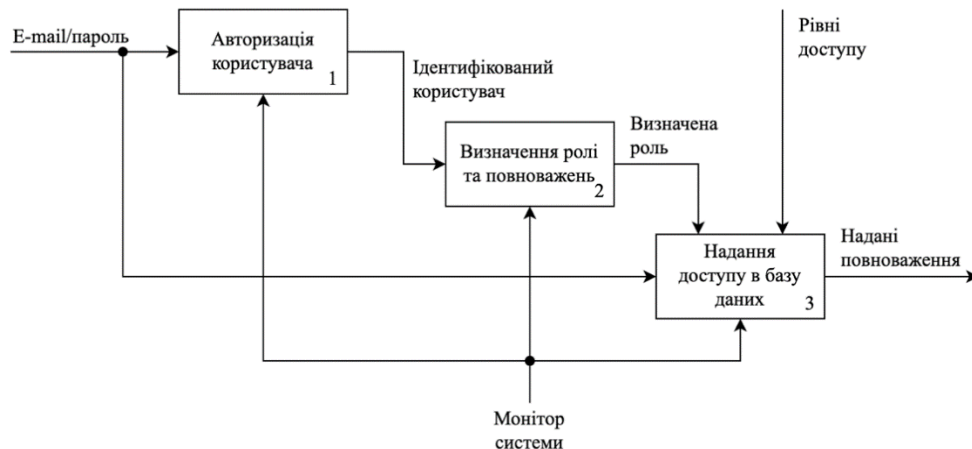 E-mail/пароль
Авторизація
користувача
1
Рівні
доступу
Ідентифікований
користувач
Визначення ролі
та повноважень
2
Визначена
роль
Надання
доступу в базу
даних
3
Надані
повноваження
Монітор
системи